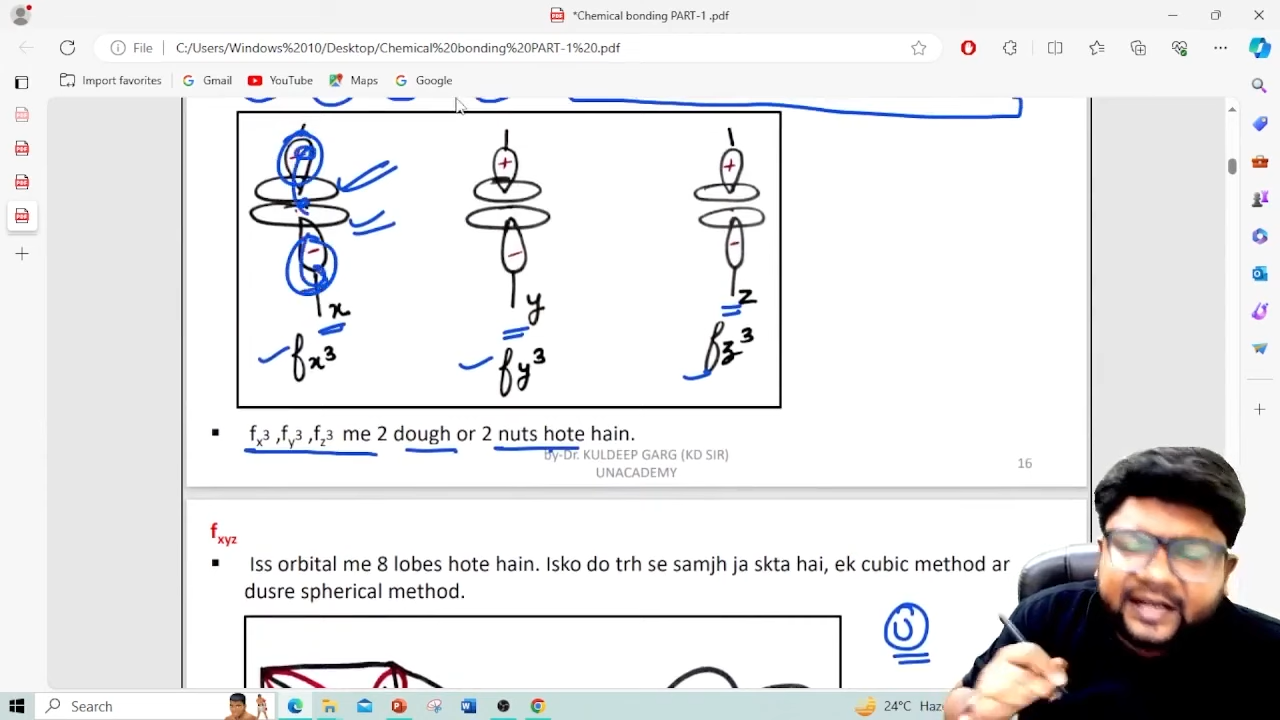 *Chemical bonding PART-1 .pdf
File C:/Users/Windows%2010/Desktop/Chemical%20bonding%20PART-1%20.pdf
Import favorites Gmail YouTube Maps Google
+ + +
- - -
x y z
fx³ fy³ fz³
▪ fx³ ,fy³ ,fz³ me 2 dough or 2 nuts hote hain.
by-Dr. KULDEEP GARG (KD SIR)
UNACADEMY
16
fxyz
▪ Iss orbital me 8 lobes hote hain. Isko do trh se samjh ja skta hai, ek cubic method ar
dusre spherical method.
Search
24°C Haze